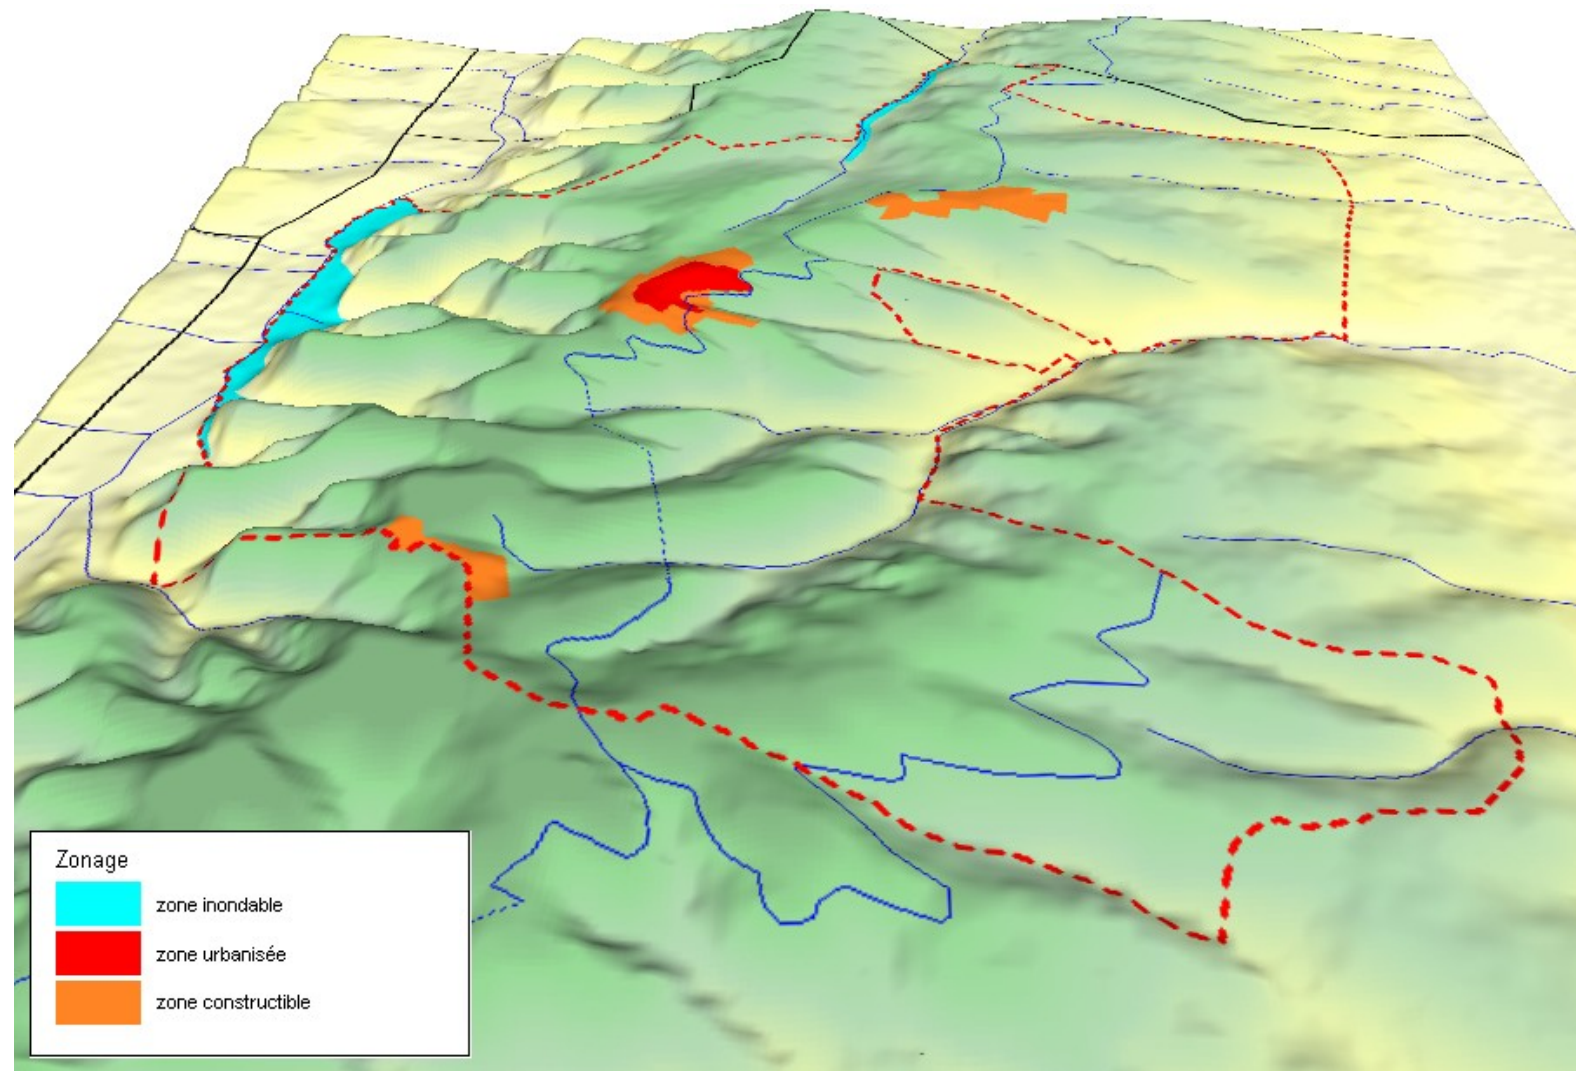 Zonage
zone inondable
zone urbanisée
zone constructible